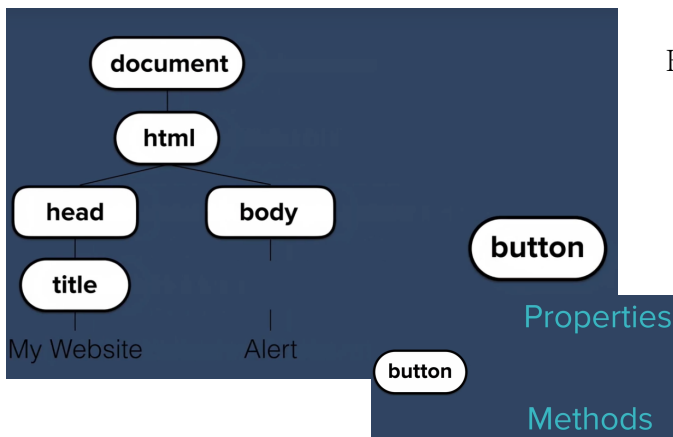 document
html
head
body
button
title
Properties
My Website
Alert
button
Methods